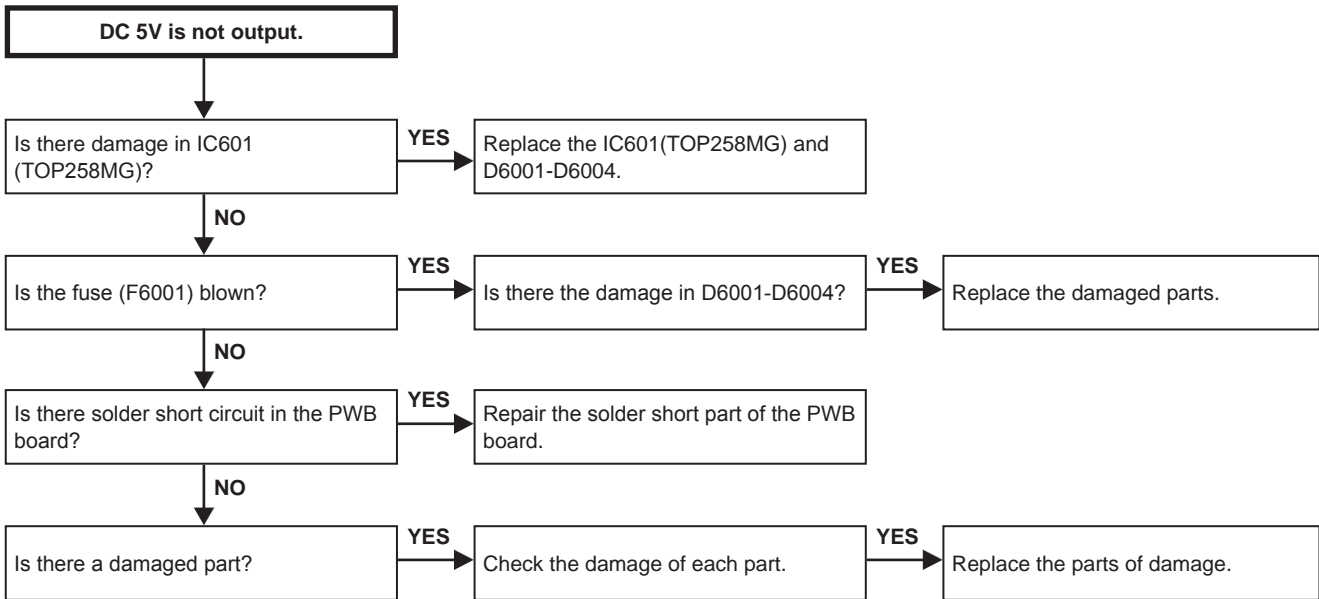 DC 5V is not output.
Is there damage in IC601
(TOP258MG)?
YES
Replace the IC601(TOP258MG) and
D6001-D6004.
NO
Is the fuse (F6001) blown?
YES
Is there the damage in D6001-D6004?
YES
Replace the damaged parts.
NO
Is there solder short circuit in the PWB
board?
YES
Repair the solder short part of the PWB
board.
NO
Is there a damaged part?
YES
Check the damage of each part.
YES
Replace the parts of damage.